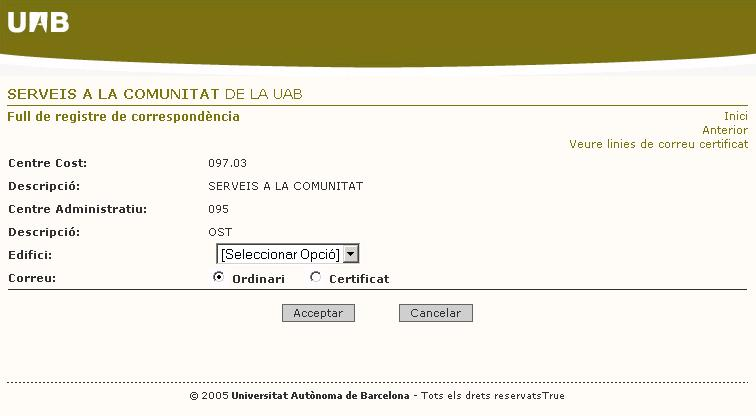 UAB
SERVEIS A LA COMUNITAT DE LA UAB
Full de registre de correspondència
Inici
Anterior
Veure linies de correu certificat
Centre Cost: 097.03
Descripció: SERVEIS A LA COMUNITAT
Centre Administratiu: 095
Descripció: OST
Edifici: [Seleccionar Opció]
Correu: Ordinari Certificat
Acceptar Cancelar
© 2005 Universitat Autònoma de Barcelona - Tots els drets reservatsTrue